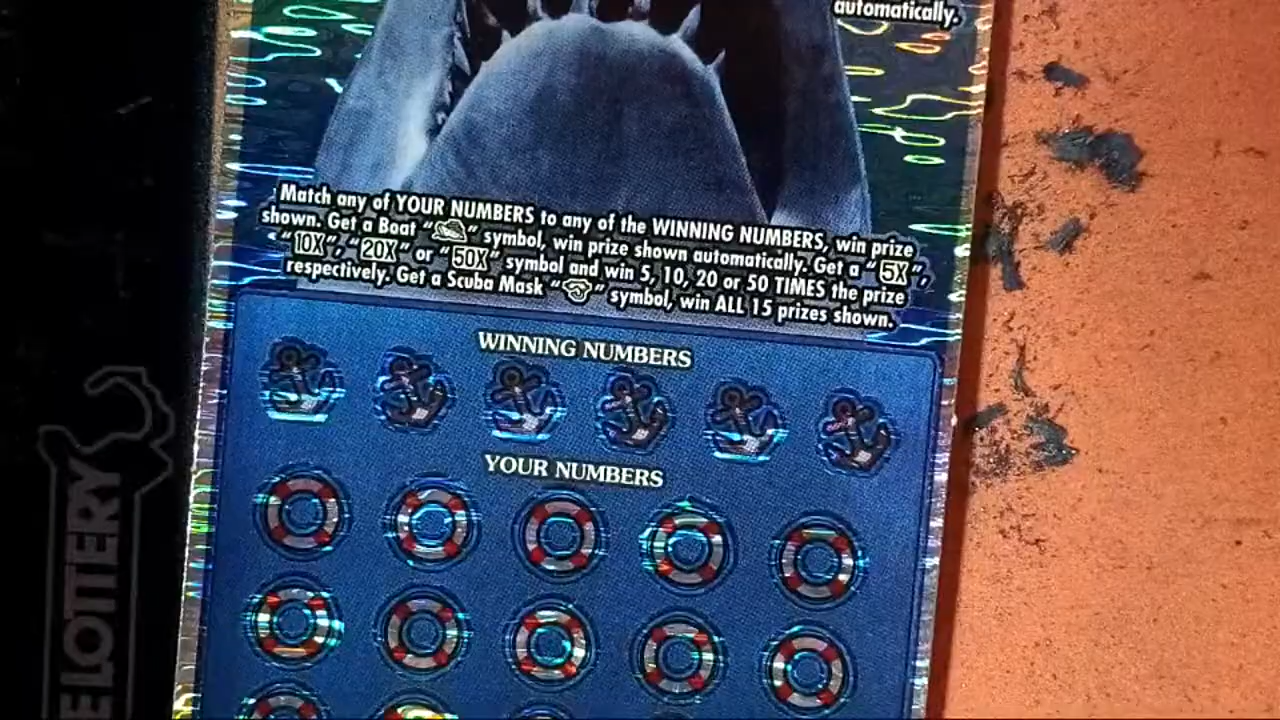 automatically.
Match any of YOUR NUMBERS to any of the WINNING NUMBERS, win prize
shown. Get a Boat “ ” symbol, win prize shown automatically. Get a “5X”,
“10X”, “20X” or “50X” symbol and win 5, 10, 20 or 50 TIMES the prize
respectively. Get a Scuba Mask “ ” symbol, win ALL 15 prizes shown.
WINNING NUMBERS
YOUR NUMBERS
E LOTTERY